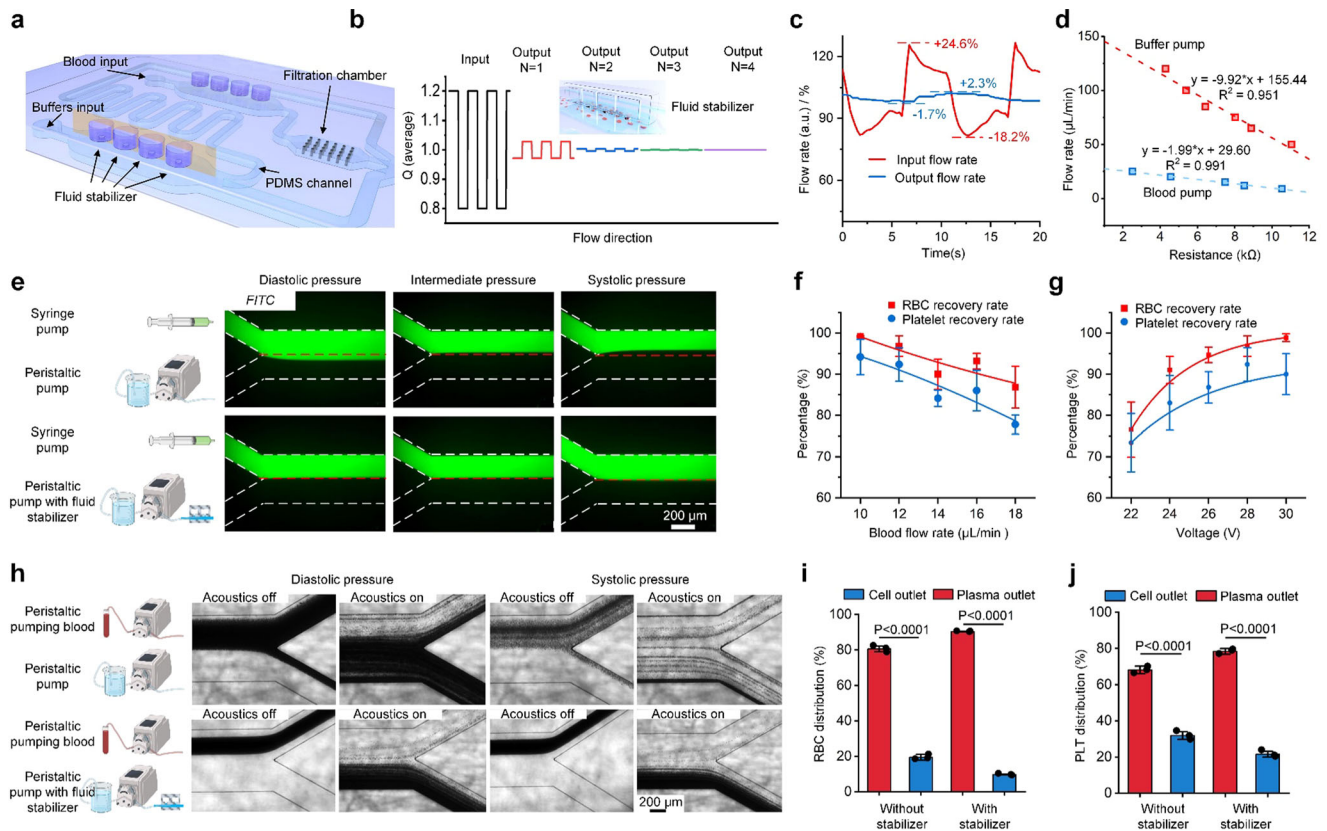 a
Blood input
Buffers input
Filtration chamber
PDMS channel
Fluid stabilizer
b
Input
Output
N=1
Output
N=2
Output
N=3
Output
N=4
Fluid stabilizer
Q (average)
1.2
1.0
0.8
Flow direction
c
Flow rate (a.u.) / %
120
90
60
+24.6%
+2.3%
-1.7%
-18.2%
Input flow rate
Output flow rate
0 5 10 15 20
Time(s)
d
Flow rate (µL/min)
150
125
100
75
50
25
0
Buffer pump
y = -9.92*x + 155.44
R² = 0.951
y = -1.99*x + 29.60
R² = 0.991
Blood pump
2 4 6 8 10 12
Resistance (kΩ)
e
Diastolic pressure
Intermediate pressure
Systolic pressure
FITC
Syringe
pump
Peristaltic
pump
Syringe
pump
Peristaltic
pump with fluid
stabilizer
200 µm
f
RBC recovery rate
Platelet recovery rate
Percentage (%)
100
90
80
70
60
10 12 14 16 18
Blood flow rate (µL/min )
g
RBC recovery rate
Platelet recovery rate
Percentage (%)
100
90
80
70
60
22 24 26 28 30
Voltage (V)
h
Diastolic pressure
Systolic pressure
Acoustics off
Acoustics on
Acoustics off
Acoustics on
Peristaltic
pumping blood
Peristaltic
pump
Acoustics off
Acoustics on
Acoustics off
Acoustics on
Peristaltic
pumping blood
Peristaltic
pump with fluid
stabilizer
200 µm
i
Cell outlet
Plasma outlet
P<0.0001
P<0.0001
RBC distribution (%)
100
80
60
40
20
0
Without
stabilizer
With
stabilizer
j
Cell outlet
Plasma outlet
P<0.0001
P<0.0001
PLT distribution (%)
100
80
60
40
20
0
Without
stabilizer
With
stabilizer